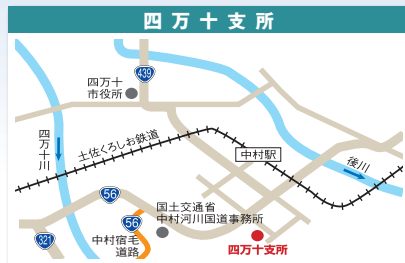 四万十支所
439
四万十
市役所
四万十川
土佐くろしお鉄道
中村駅
後川
56
国土交通省
中村河川国道事務所
56
321
中村宿毛
道路
四万十支所